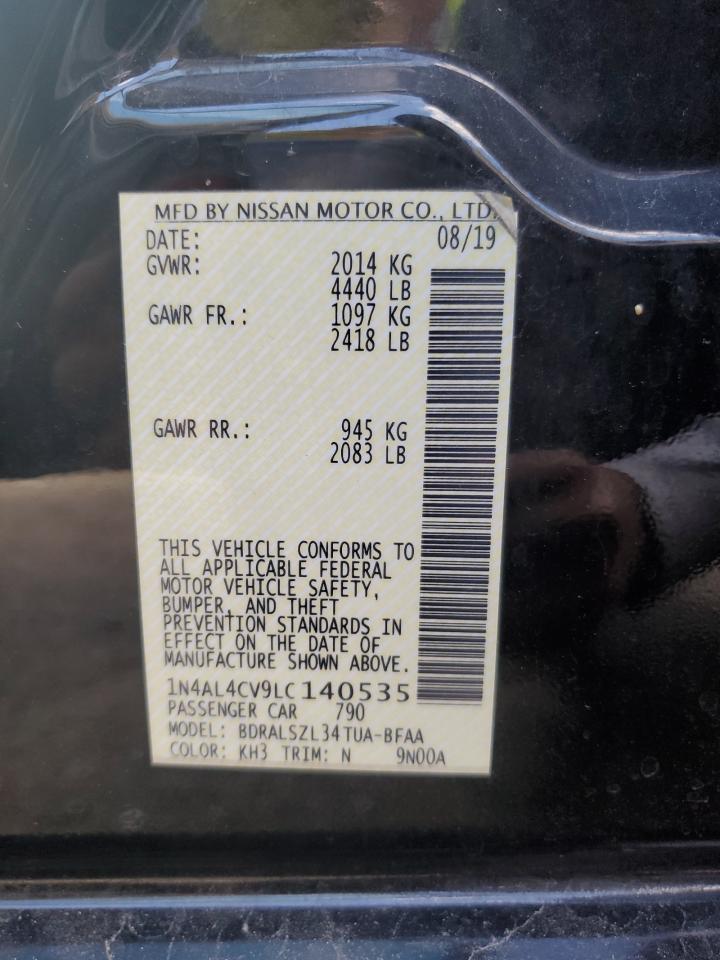 MFD BY NISSAN MOTOR CO., LTD.
DATE: 08/19
GVWR: 2014 KG
4440 LB
GAWR FR.: 1097 KG
2418 LB
GAWR RR.: 945 KG
2083 LB
THIS VEHICLE CONFORMS TO
ALL APPLICABLE FEDERAL
MOTOR VEHICLE SAFETY,
BUMPER, AND THEFT
PREVENTION STANDARDS IN
EFFECT ON THE DATE OF
MANUFACTURE SHOWN ABOVE.
1N4AL4CV9LC140535
PASSENGER CAR 790
MODEL: BDRALSZL34TUA-BFAA
COLOR: KH3 TRIM: N 9N00A